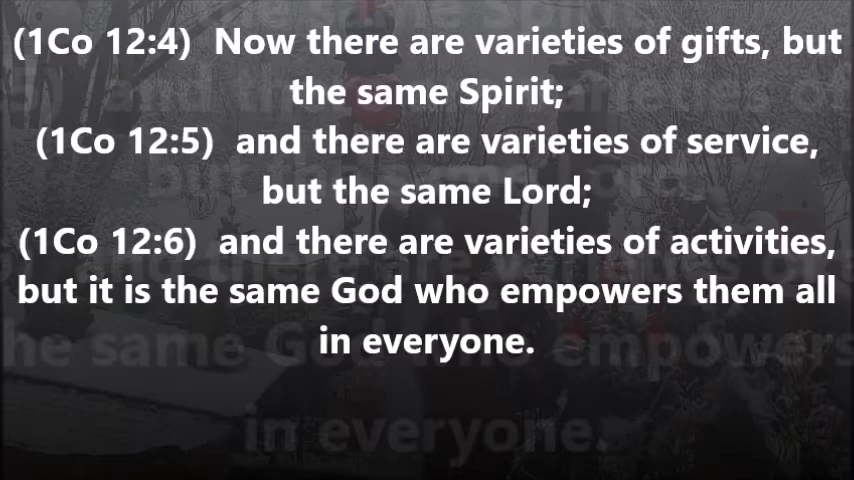 (1Co 12:4)  Now there are varieties of gifts, but
the same Spirit;
(1Co 12:5)  and there are varieties of service,
but the same Lord;
(1Co 12:6)  and there are varieties of activities,
but it is the same God who empowers them all
in everyone.